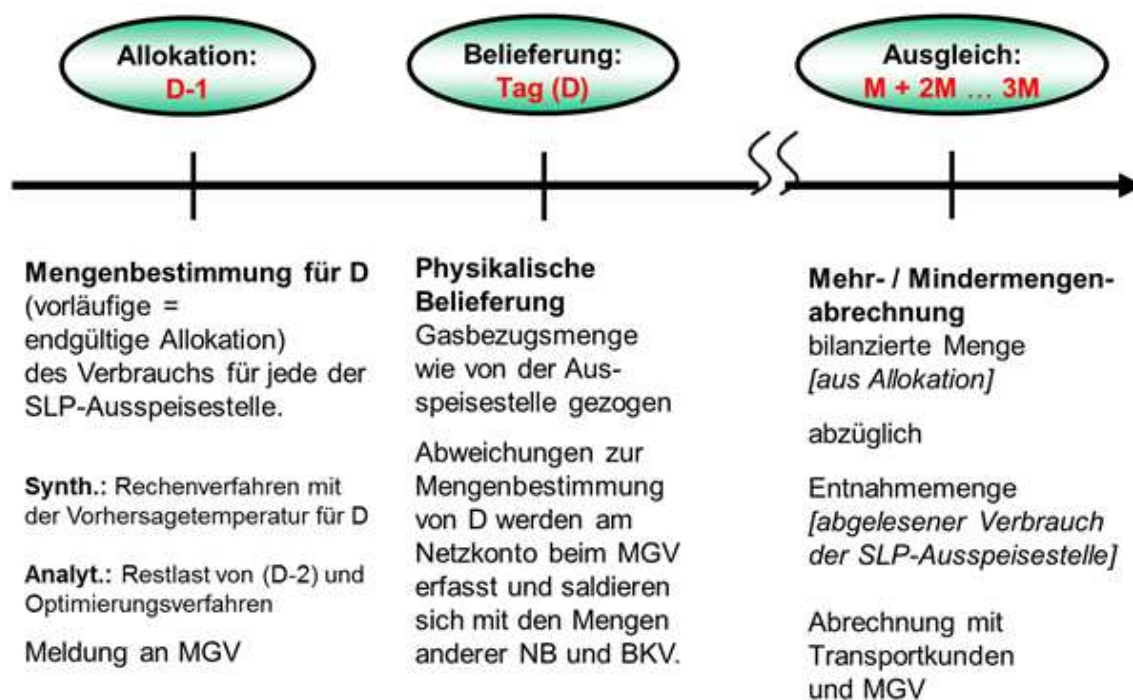 Allokation:
D-1
Belieferung:
Tag (D)
Ausgleich:
M + 2M ... 3M
Mengenbestimmung für D
(vorläufige =
endgültige Allokation)
des Verbrauchs für jede der
SLP-Ausspeisestelle.
Synth.: Rechenverfahren mit
der Vorhersagetemperatur für D
Analyt.: Restlast von (D-2) und
Optimierungsverfahren
Meldung an MGV
Physikalische
Belieferung
Gasbezugsmenge
wie von der Aus-
speisestelle gezogen
Abweichungen zur
Mengenbestimmung
von D werden am
Netzkonto beim MGV
erfasst und saldieren
sich mit den Mengen
anderer NB und BKV.
Mehr- / Mindermengen-
abrechnung
bilanzierte Menge
[aus Allokation]
abzüglich
Entnahmemenge
[abgelesener Verbrauch
der SLP-Ausspeisestelle]
Abrechnung mit
Transportkunden
und MGV